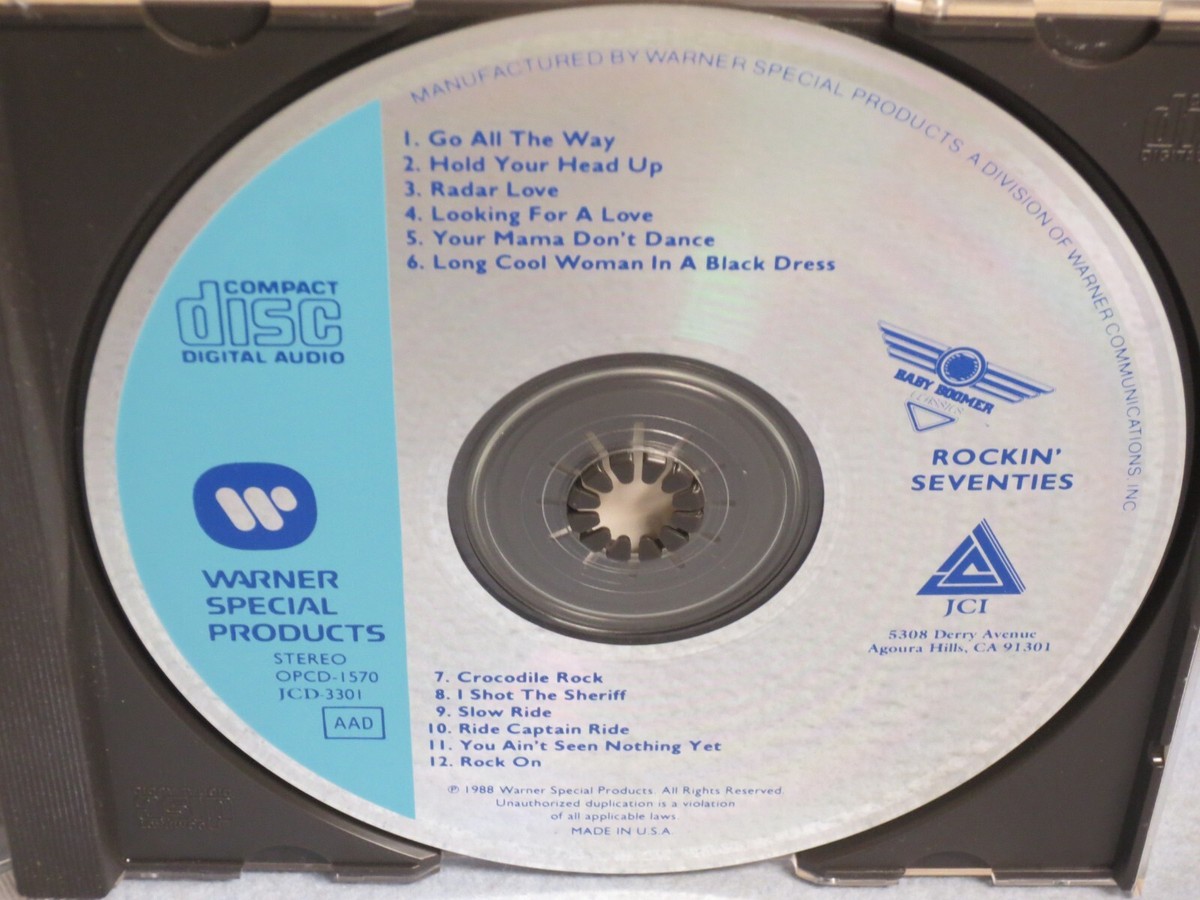 MANUFACTURED BY WARNER SPECIAL PRODUCTS. A DIVISION OF WARNER COMMUNICATIONS INC
1. Go All The Way
2. Hold Your Head Up
3. Radar Love
4. Looking For A Love
5. Your Mama Don't Dance
6. Long Cool Woman In A Black Dress
COMPACT
disc
DIGITAL AUDIO
BABY BOOMER
CLASSICS
ROCKIN'
SEVENTIES
WARNER
SPECIAL
PRODUCTS
STEREO
OPCD-1570
JCD-3301
AAD
JCI
5308 Derry Avenue
Agoura Hills, CA 91301
7. Crocodile Rock
8. I Shot The Sheriff
9. Slow Ride
10. Ride Captain Ride
11. You Ain't Seen Nothing Yet
12. Rock On
℗ 1988 Warner Special Products. All Rights Reserved.
Unauthorized duplication is a violation
of all applicable laws.
MADE IN U.S.A.